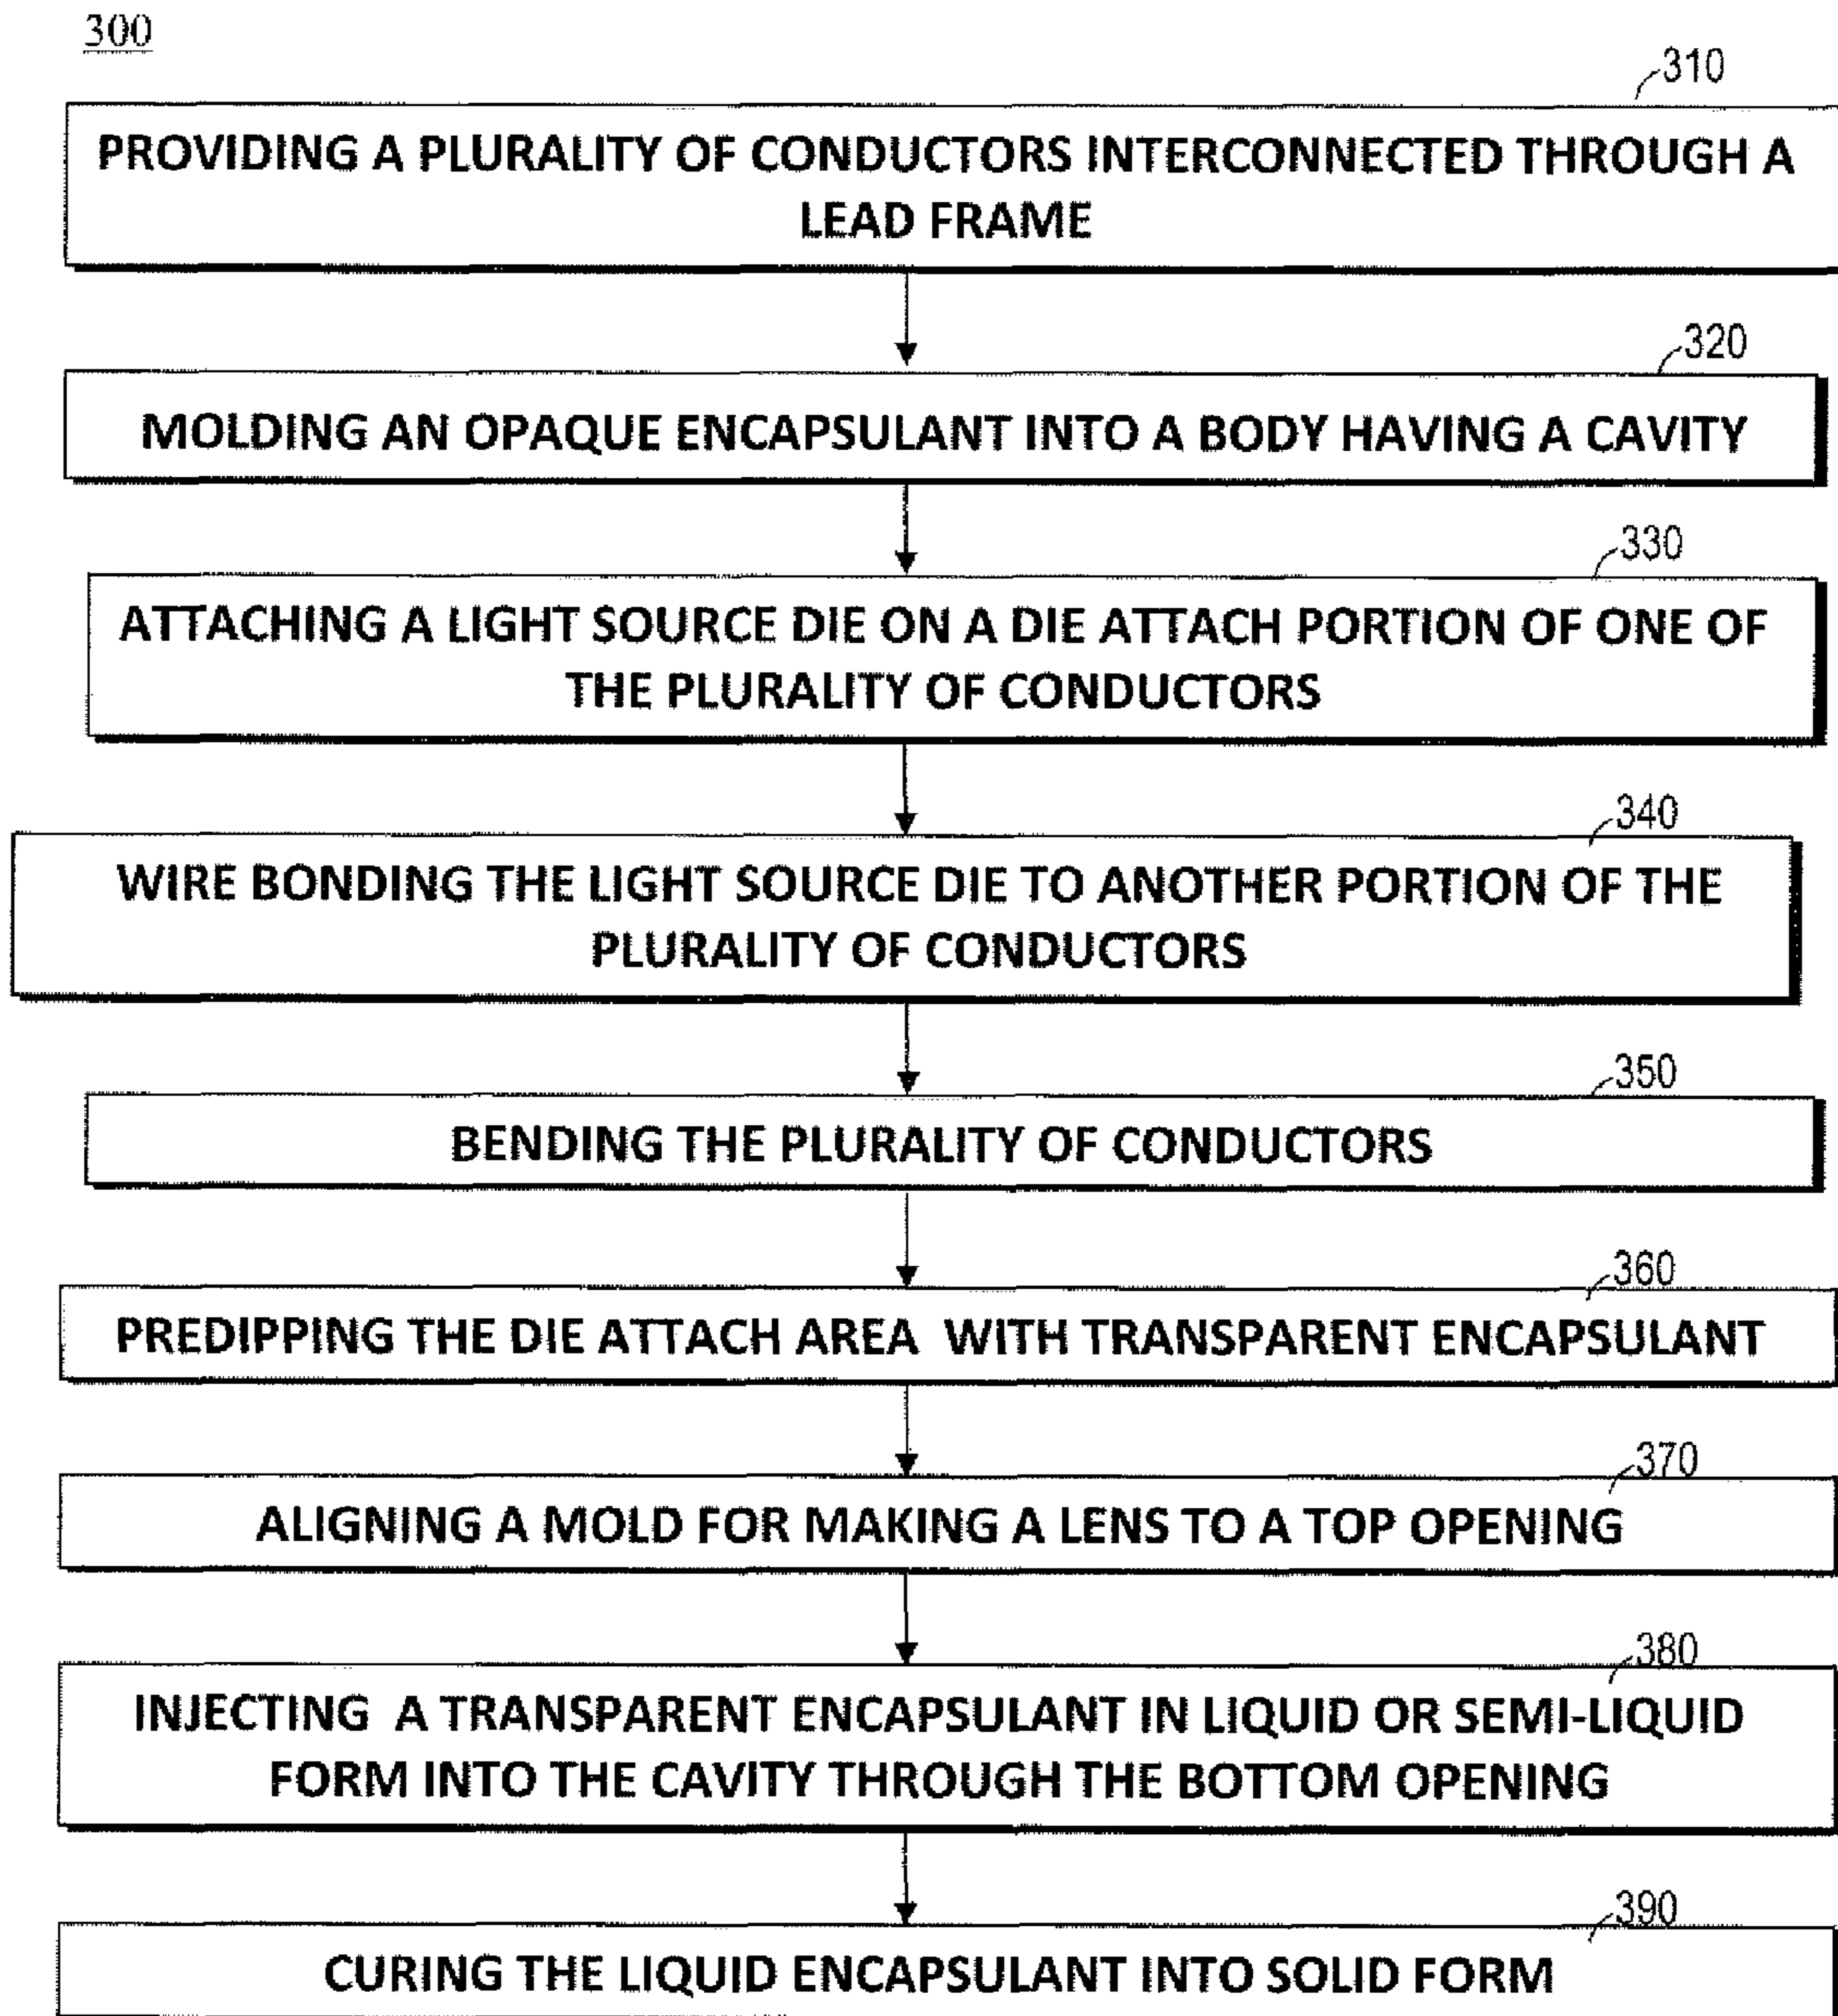 300
310
PROVIDING A PLURALITY OF CONDUCTORS INTERCONNECTED THROUGH A
LEAD FRAME
320
MOLDING AN OPAQUE ENCAPSULANT INTO A BODY HAVING A CAVITY
330
ATTACHING A LIGHT SOURCE DIE ON A DIE ATTACH PORTION OF ONE OF
THE PLURALITY OF CONDUCTORS
340
WIRE BONDING THE LIGHT SOURCE DIE TO ANOTHER PORTION OF THE
PLURALITY OF CONDUCTORS
350
BENDING THE PLURALITY OF CONDUCTORS
360
PREDIPPING THE DIE ATTACH AREA WITH TRANSPARENT ENCAPSULANT
370
ALIGNING A MOLD FOR MAKING A LENS TO A TOP OPENING
380
INJECTING A TRANSPARENT ENCAPSULANT IN LIQUID OR SEMI-LIQUID
FORM INTO THE CAVITY THROUGH THE BOTTOM OPENING
390
CURING THE LIQUID ENCAPSULANT INTO SOLID FORM